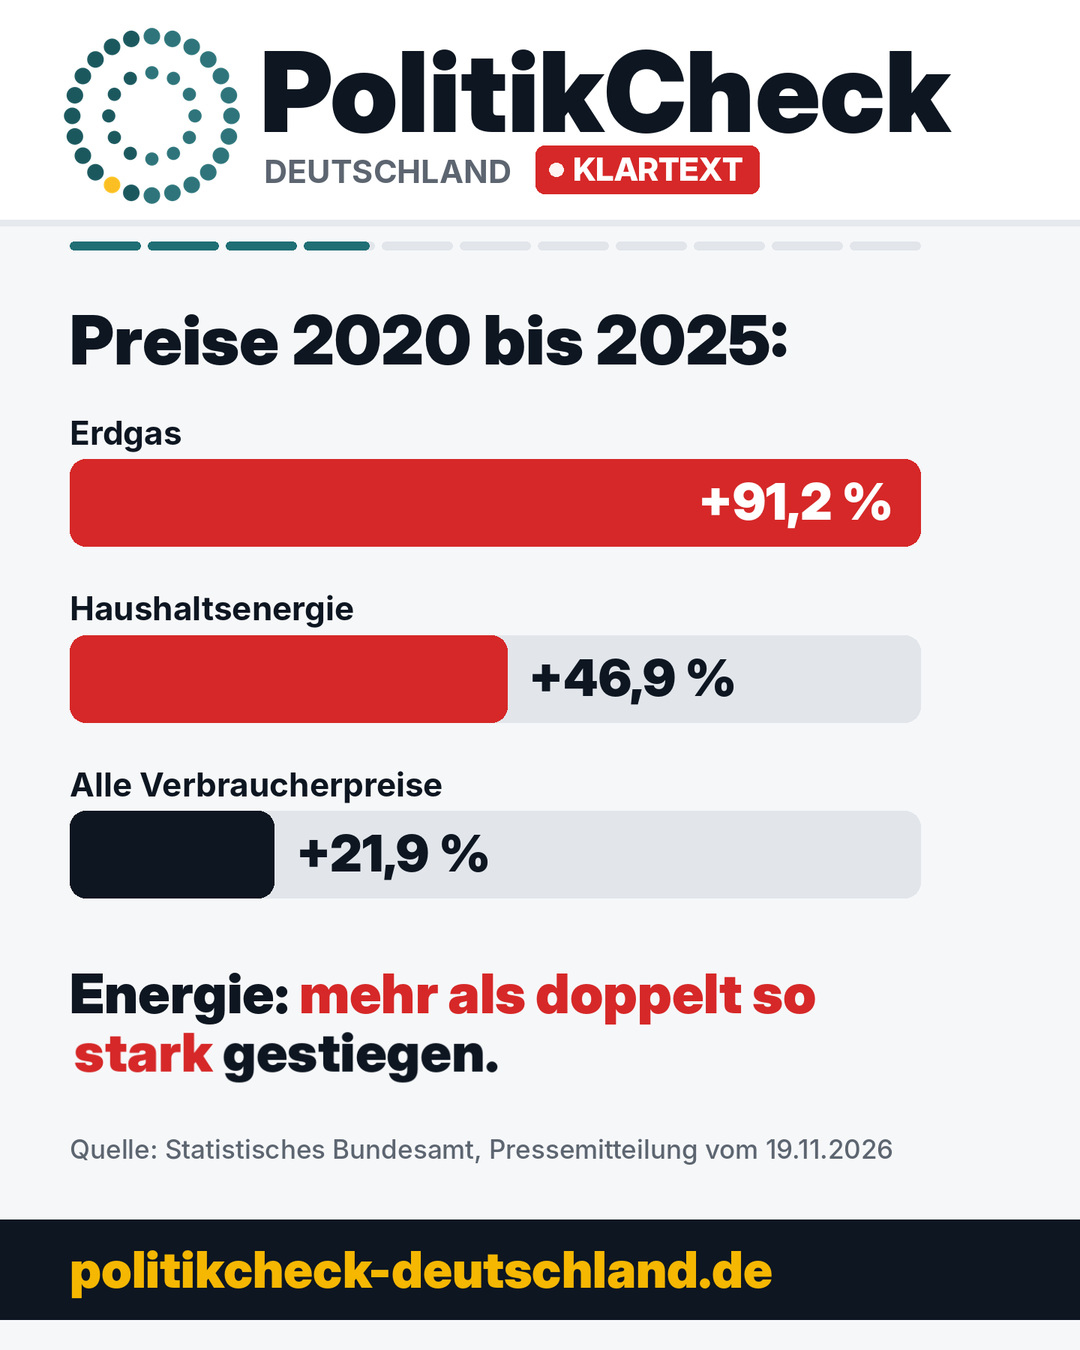 PolitikCheck
DEUTSCHLAND KLARTEXT
Preise 2020 bis 2025:
Erdgas
+91,2 %
Haushaltsenergie
+46,9 %
Alle Verbraucherpreise
+21,9 %
Energie: mehr als doppelt so
stark gestiegen.
Quelle: Statistisches Bundesamt, Pressemitteilung vom 19.11.2026
politikcheck-deutschland.de